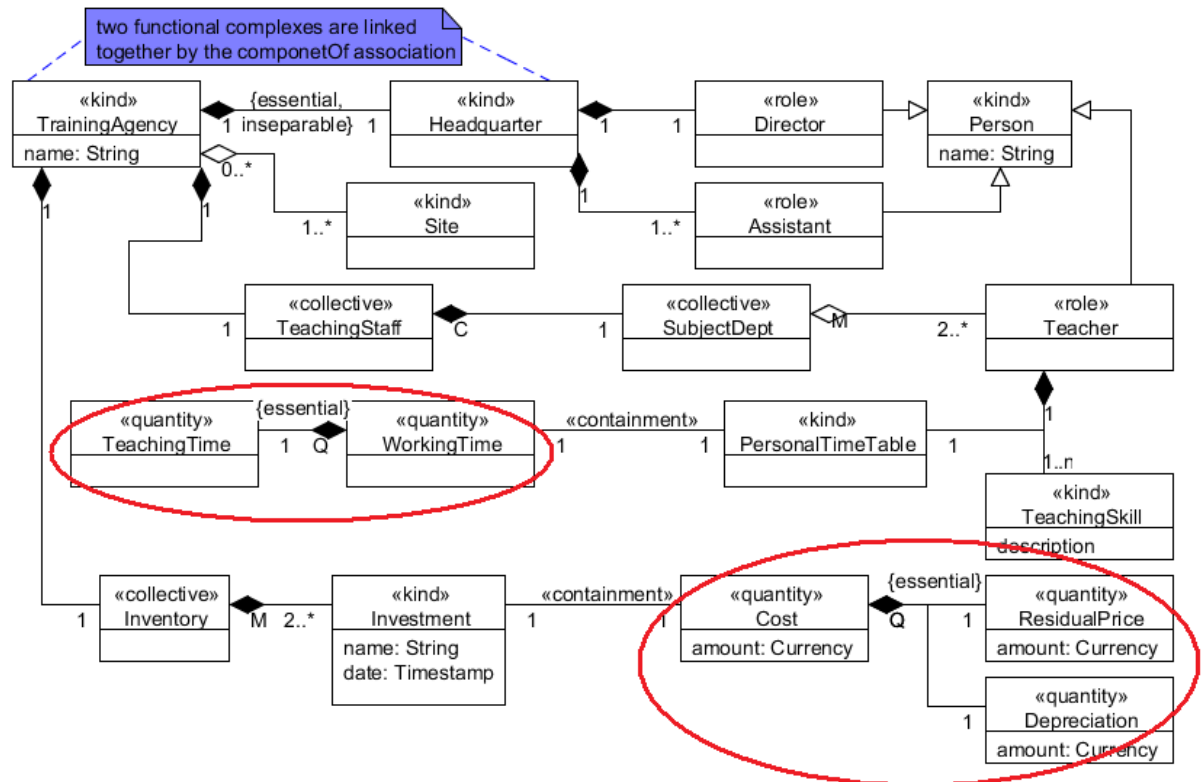 two functional complexes are linked
together by the componetOf association
«kind»
TrainingAgency
name: String
1
{essential,
inseparable}
1
«kind»
Headquarter
1
1
«role»
Director
«kind»
Person
name: String
0..*
1..*
«kind»
Site
1
1..*
«role»
Assistant
1
1
1
«collective»
TeachingStaff
C
1
«collective»
SubjectDept
M
2..*
«role»
Teacher
«quantity»
TeachingTime
{essential}
1
Q
«quantity»
WorkingTime
«containment»
1
1
«kind»
PersonalTimeTable
1
1
1..n
«kind»
TeachingSkill
description
1
«collective»
Inventory
M
2..*
«kind»
Investment
name: String
date: Timestamp
«containment»
1
1
«quantity»
Cost
amount: Currency
{essential}
Q
1
«quantity»
ResidualPrice
amount: Currency
1
«quantity»
Depreciation
amount: Currency